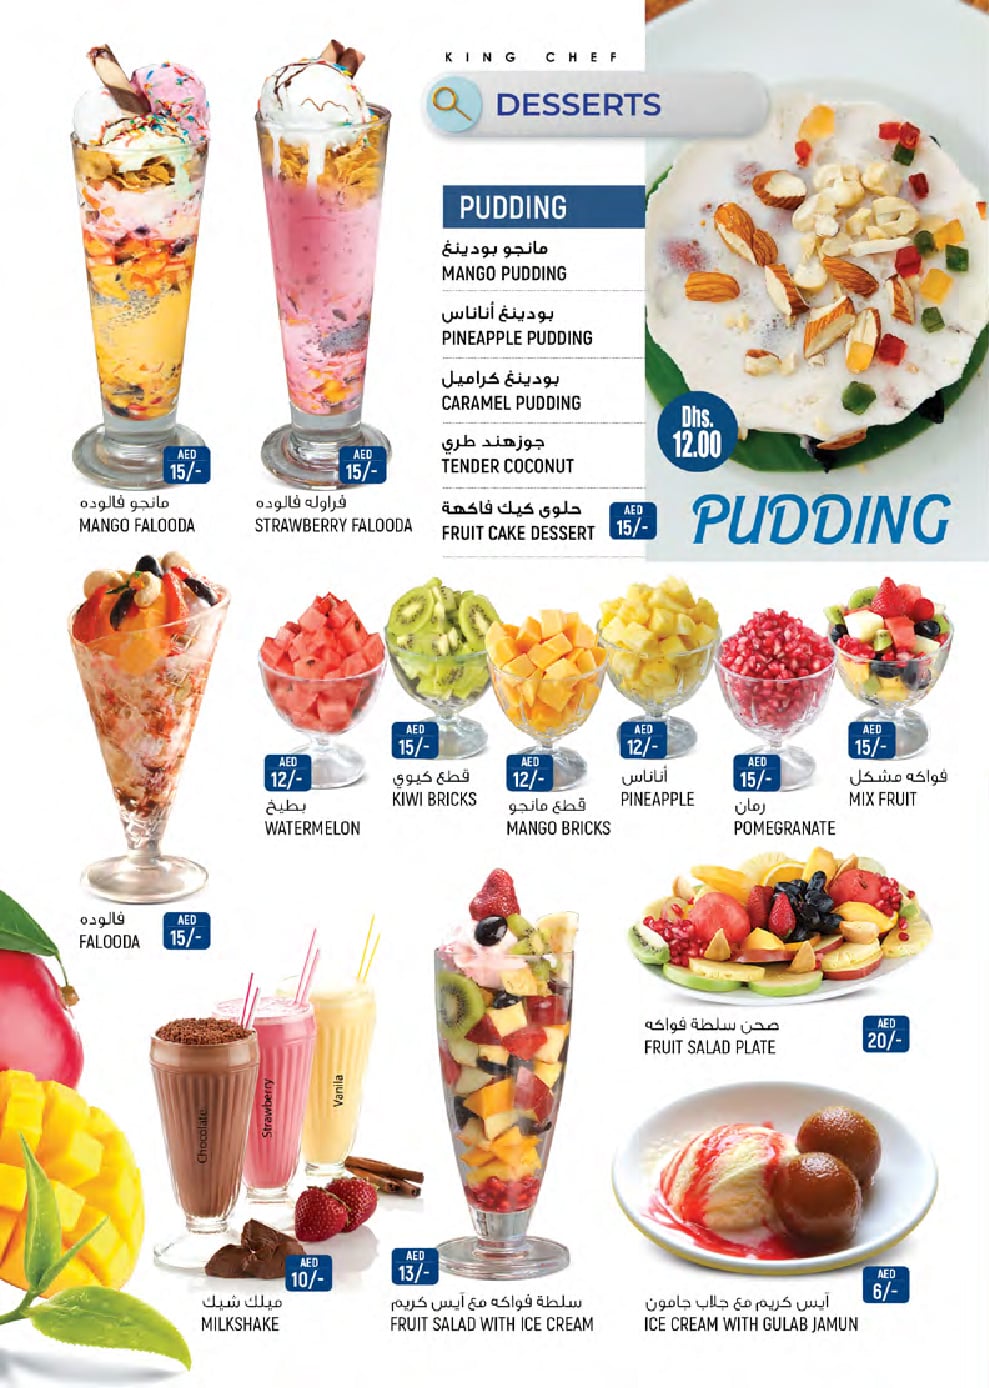 KING CHEF
DESSERTS
PUDDING
مانجو بودينغ
MANGO PUDDING
بودينغ أناناس
PINEAPPLE PUDDING
بودينغ كراميل
CARAMEL PUDDING
جوزهند طري
TENDER COCONUT
حلوى كيك فاكهة
FRUIT CAKE DESSERT
AED
15/-
Dhs.
12.00
PUDDING
AED
15/-
مانجو فالوده
MANGO FALOODA
AED
15/-
فراوله فالوده
STRAWBERRY FALOODA
AED
12/-
بطيخ
WATERMELON
AED
15/-
قطع كيوي
KIWI BRICKS
AED
12/-
قطع مانجو
MANGO BRICKS
AED
12/-
أناناس
PINEAPPLE
AED
15/-
رمان
POMEGRANATE
AED
15/-
فواكه مشكل
MIX FRUIT
فالوده
FALOODA
AED
15/-
صحن سلطة فواكه
FRUIT SALAD PLATE
AED
20/-
Chocolate
Strawberry
Vanila
AED
10/-
ميلك شيك
MILKSHAKE
AED
13/-
سلطة فواكه مع آيس كريم
FRUIT SALAD WITH ICE CREAM
AED
6/-
آيس كريم مع جلاب جامون
ICE CREAM WITH GULAB JAMUN